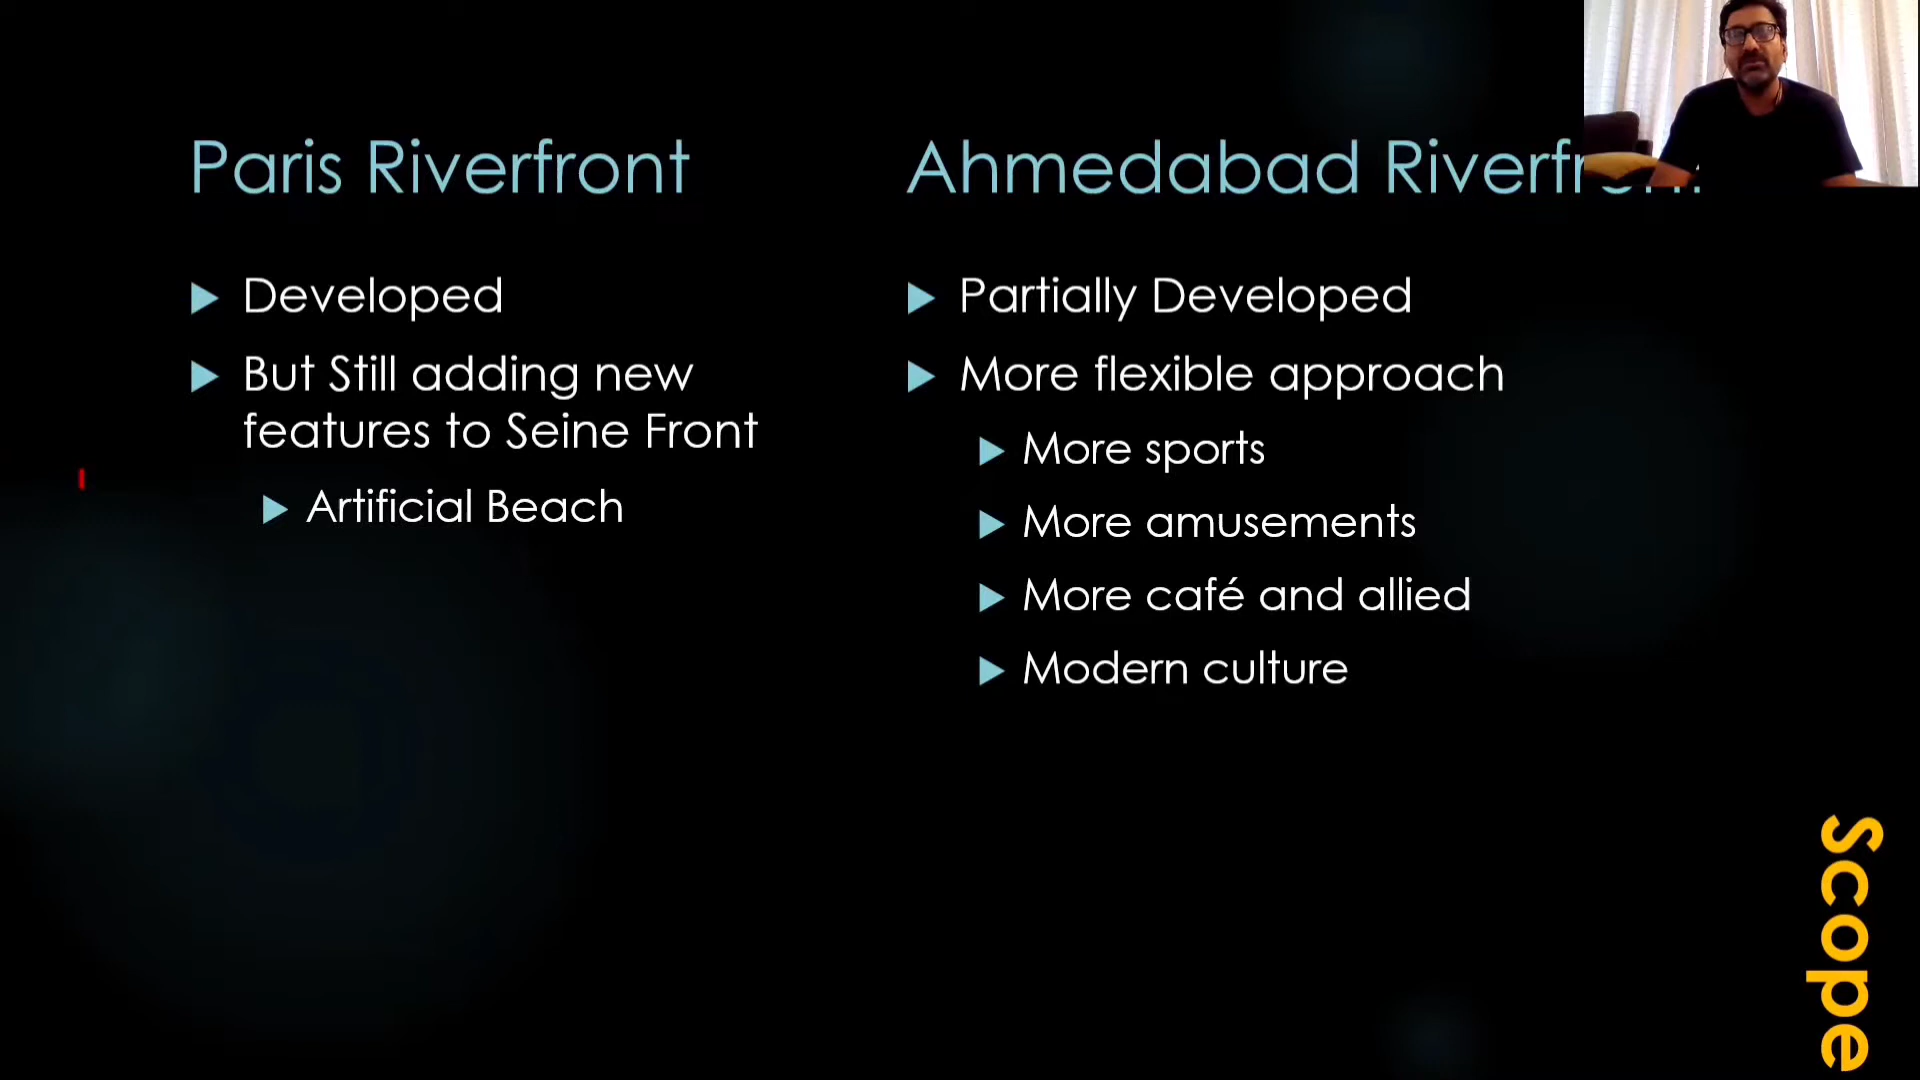 Paris Riverfront
Developed
But Still adding new
features to Seine Front
Artificial Beach
Ahmedabad
Partially Developed
More flexible approach
More sports
More amusements
More café and allied
Modern culture
Scope